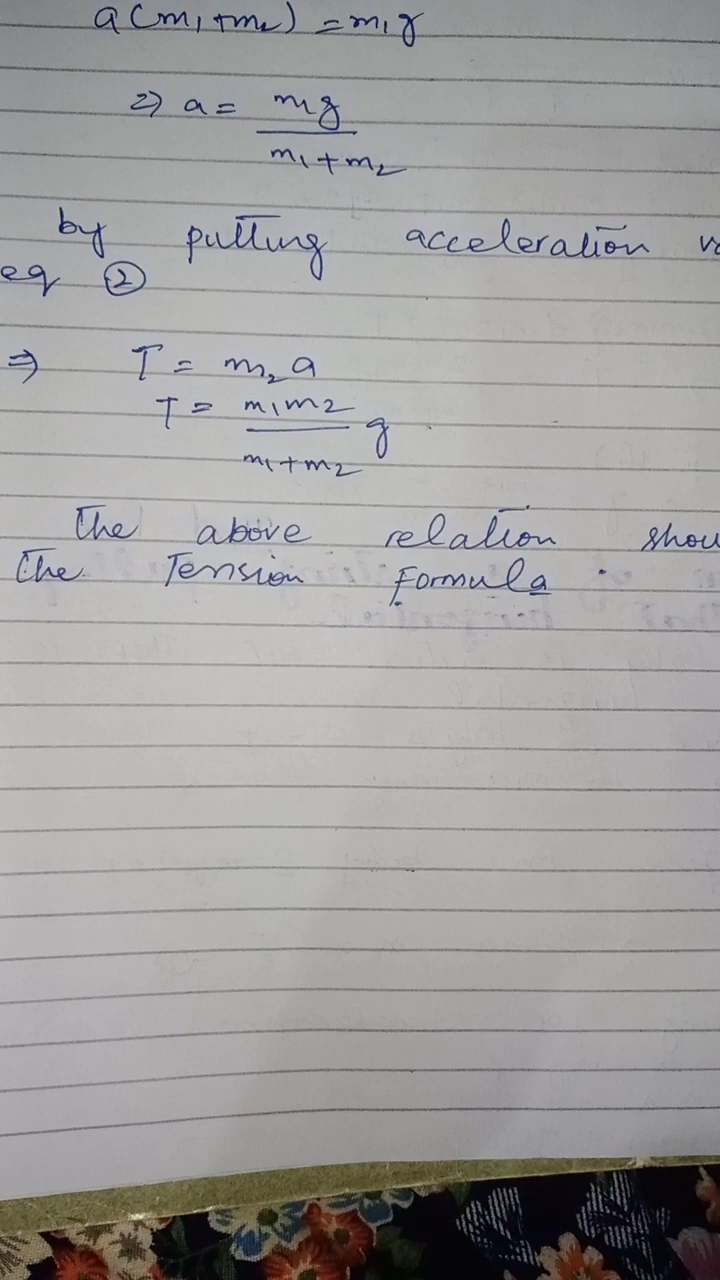 a(m₁+m₂) = m₁g
⇒ a = m₁g / m₁+m₂
by putting acceleration
eq ②
⇒ T = m₂a
T = m₁m₂ / m₁+m₂ g
The above relation show
The Tension formula.